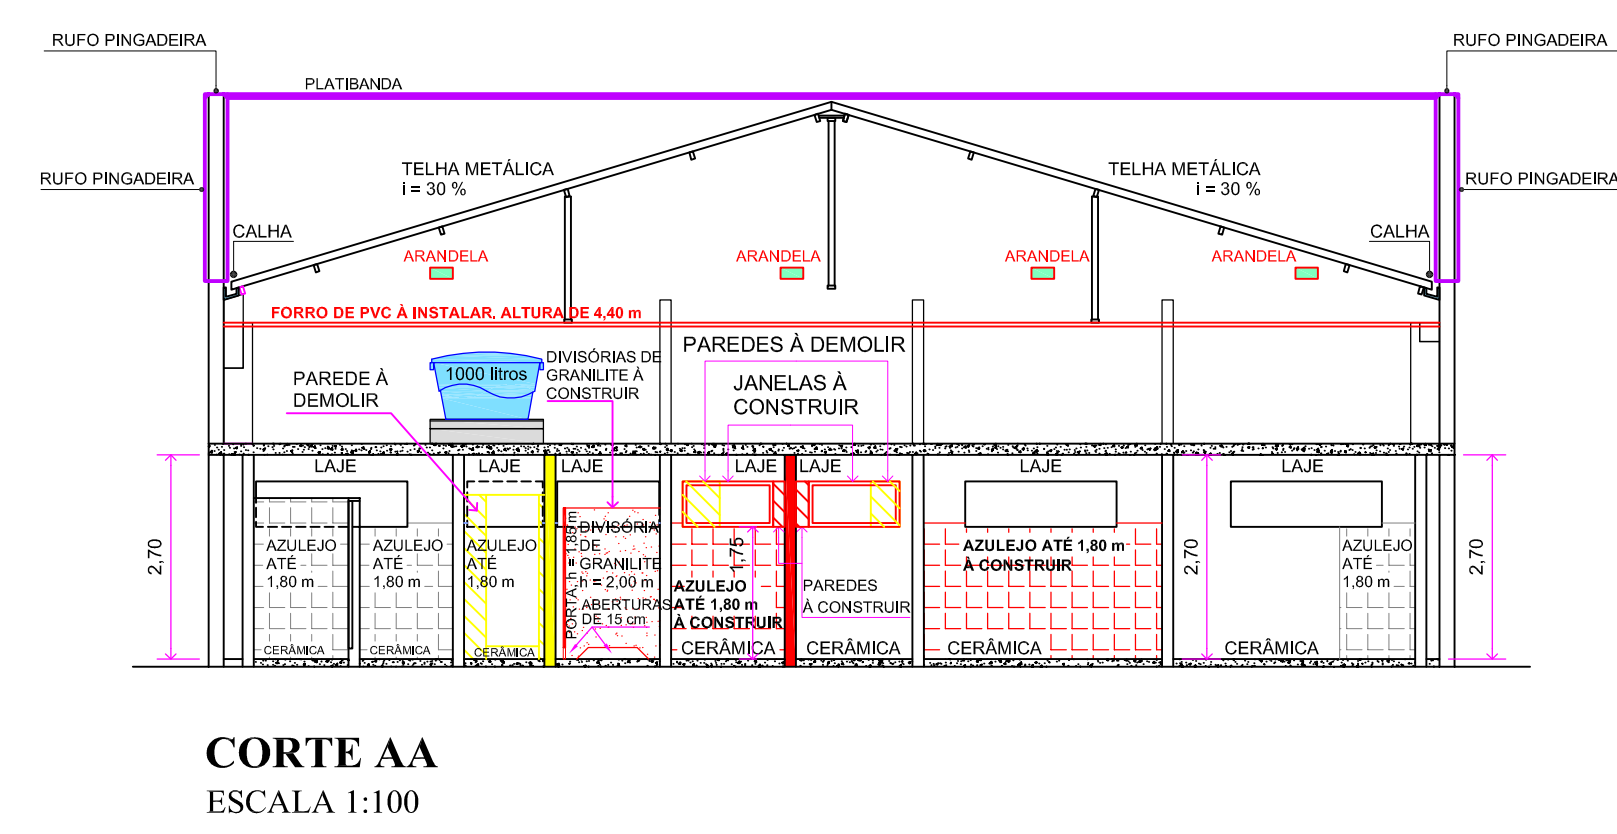 RUFO PINGADEIRA
RUFO PINGADEIRA
PLATIBANDA
TELHA METÁLICA
i = 30 %
TELHA METÁLICA
i = 30 %
RUFO PINGADEIRA
RUFO PINGADEIRA
CALHA
CALHA
ARANDELA
ARANDELA
ARANDELA
ARANDELA
FORRO DE PVC À INSTALAR, ALTURA DE 4,40 m
PAREDES À DEMOLIR
DIVISÓRIAS DE
GRANILITE À
CONSTRUIR
1000 litros
PAREDE À
DEMOLIR
JANELAS À
CONSTRUIR
LAJE
LAJE
LAJE
LAJE
LAJE
LAJE
LAJE
2,70
AZULEJO
ATÉ
1,80 m
AZULEJO
ATÉ
1,80 m
AZULEJO
ATÉ
1,80 m
PORTA h = 1,85 m
DIVISÓRIA
DE
GRANILITE
h = 2,00 m
ABERTURAS
DE 15 cm
1,75
AZULEJO
ATÉ 1,80 m
À CONSTRUIR
PAREDES
À CONSTRUIR
AZULEJO ATÉ 1,80 m
À CONSTRUIR
2,70
AZULEJO
ATÉ
1,80 m
2,70
CERÂMICA
CERÂMICA
CERÂMICA
CERÂMICA
CERÂMICA
CERÂMICA
CERÂMICA
CORTE AA
ESCALA 1:100